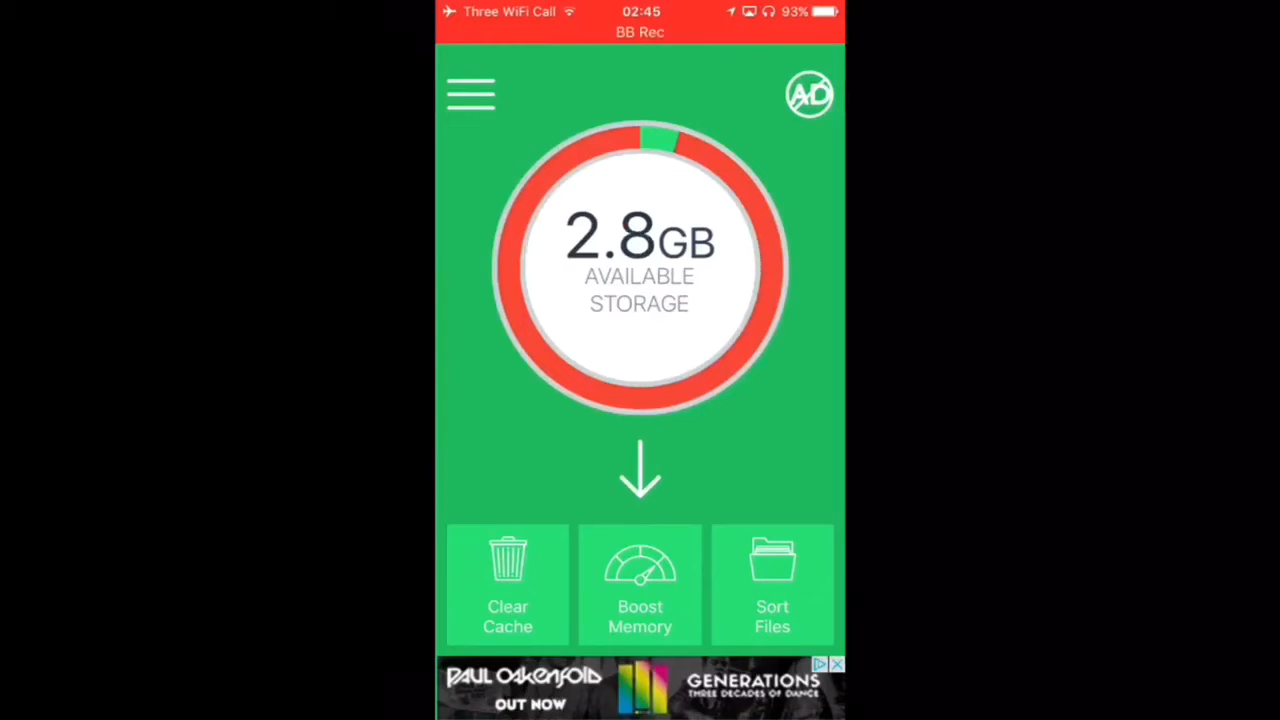 Three WiFi Call 02:45 93%
BB Rec
AD
2.8GB
AVAILABLE
STORAGE
Clear
Cache
Boost
Memory
Sort
Files
PAUL OAKENFOLD
OUT NOW
GENERATIONS
THREE DECADES OF DANCE